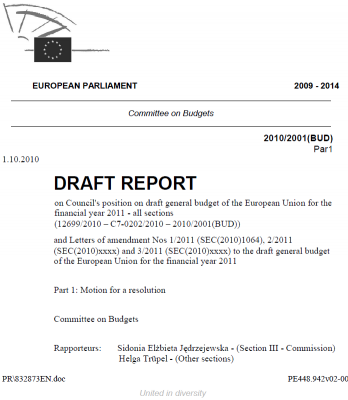 EUROPEAN PARLIAMENT 2009 - 2014
Committee on Budgets
2010/2001(BUD)
Par1
1.10.2010
DRAFT REPORT
on Council's position on draft general budget of the European Union for the
financial year 2011 - all sections
(12699/2010 – C7-0202/2010 – 2010/2001(BUD))
and Letters of amendment Nos 1/2011 (SEC(2010)1064), 2/2011
(SEC(2010)xxxx) and 3/2011 (SEC(2010)xxxx) to the draft general budget
of the European Union for the financial year 2011
Part 1: Motion for a resolution
Committee on Budgets
Rapporteurs: Sidonia Elżbieta Jędrzejewska - (Section III - Commission)
Helga Trüpel - (Other sections)
PR\832873EN.doc PE448.942v02-00
United in diversity